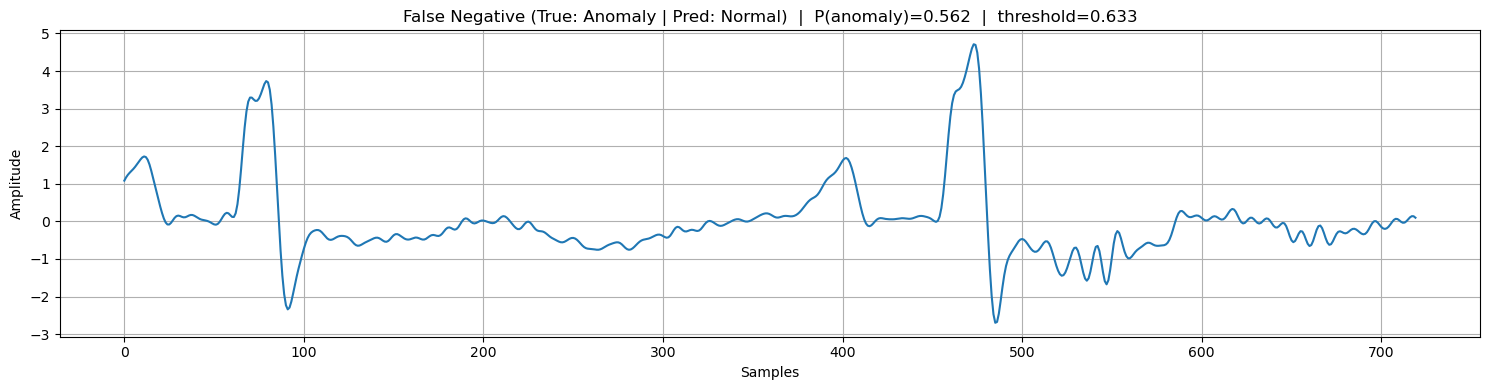 False Negative (True: Anomaly | Pred: Normal) | P(anomaly)=0.562 | threshold=0.633
5
4
3
2
1
0
−1
−2
−3
Amplitude
0 100 200 300 400 500 600 700
Samples